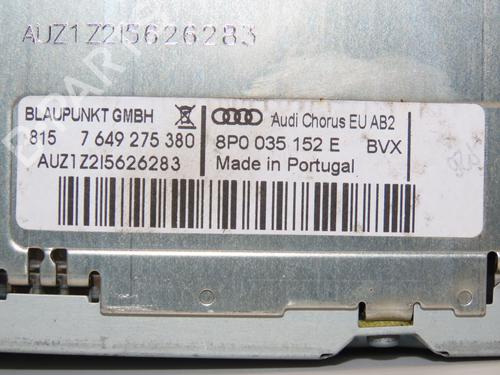 AUZ1Z2I5626283
BLAUPUNKT GMBH
Audi Chorus EU AB2
815 7 649 275 380
8P0 035 152 E BVX
AUZ1Z2I5626283
Made in Portugal